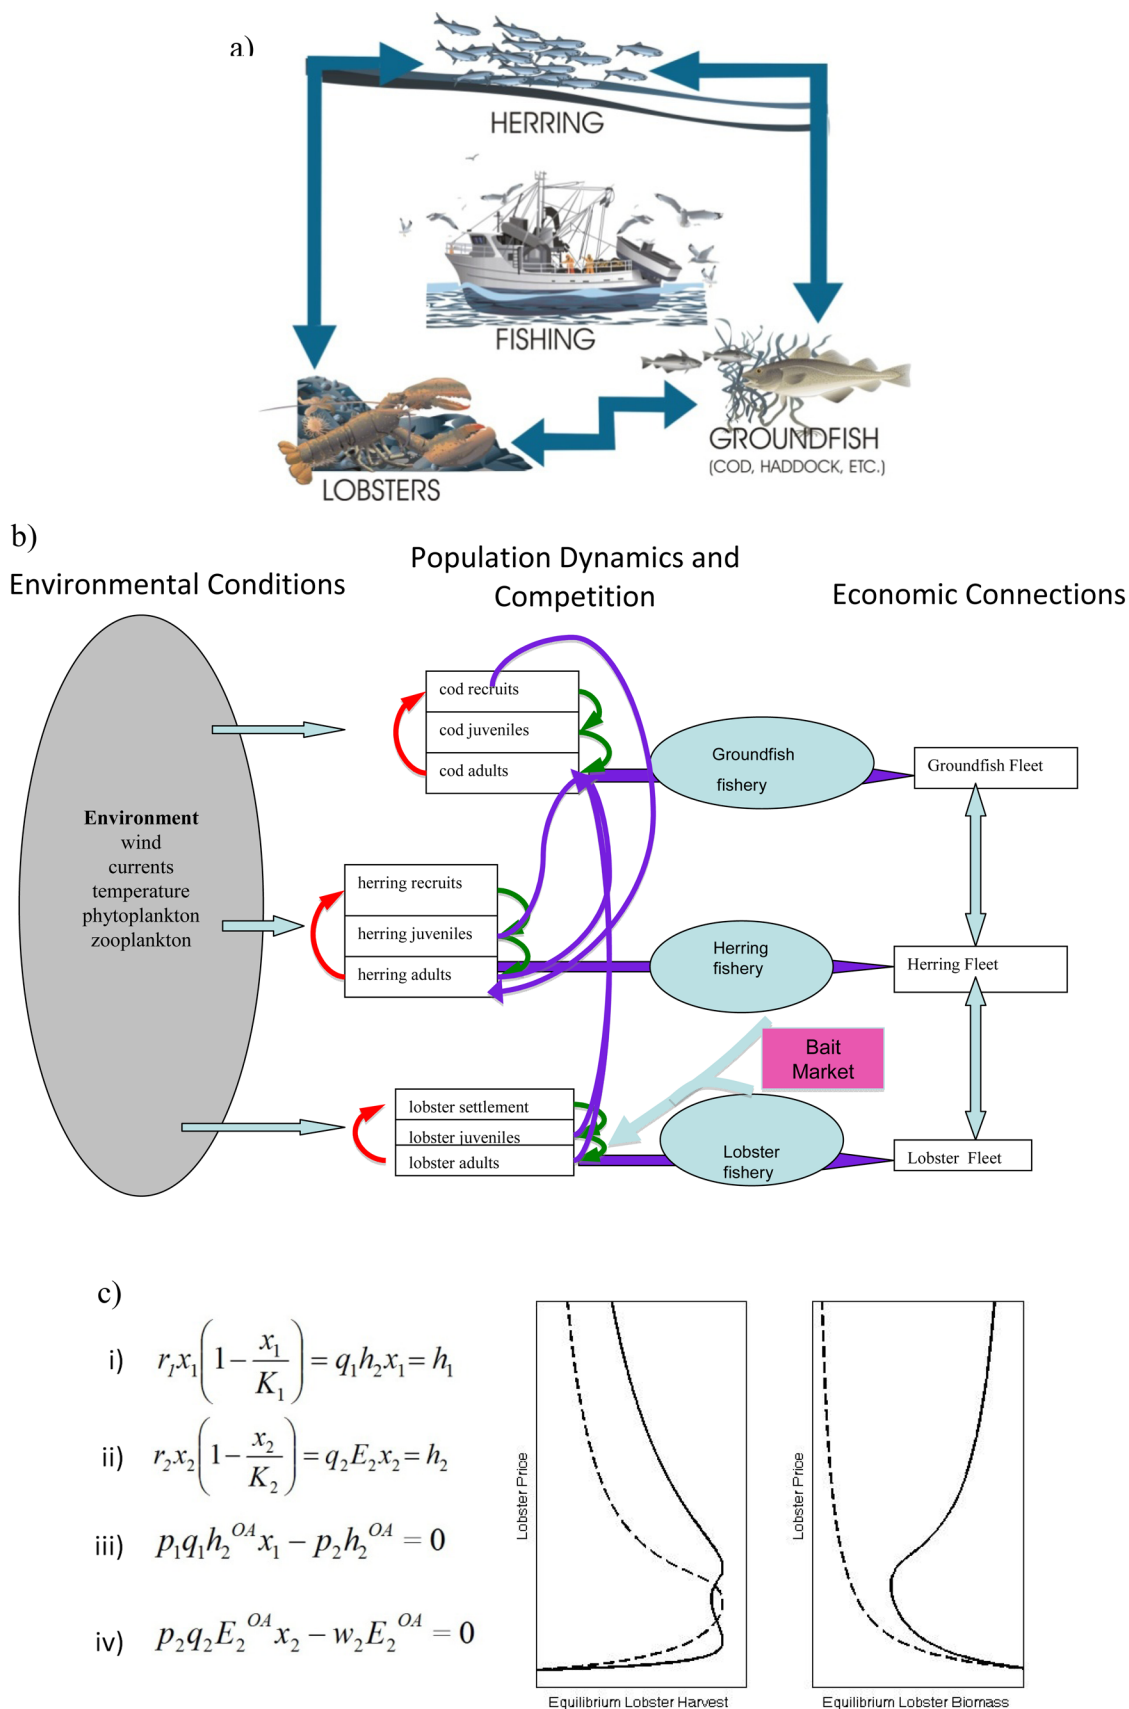 a)
HERRING
FISHING
LOBSTERS
GROUNDFISH
(COD, HADDOCK, ETC.)
b)
Environmental Conditions
Population Dynamics and
Competition
Economic Connections
Environment
wind
currents
temperature
phytoplankton
zooplankton
cod recruits
cod juveniles
cod adults
Groundfish
fishery
Groundfish Fleet
herring recruits
herring juveniles
herring adults
Herring
fishery
Herring Fleet
Bait
Market
lobster settlement
lobster juveniles
lobster adults
Lobster
fishery
Lobster Fleet
c)
i) r₁x₁(1 − x₁/K₁) = q₁h₂x₁ = h₁
ii) r₂x₂(1 − x₂/K₂) = q₂E₂x₂ = h₂
iii) p₁q₁h₂^{OA}x₁ − p₂h₂^{OA} = 0
iv) p₂q₂E₂^{OA}x₂ − w₂E₂^{OA} = 0
Lobster Price
Equilibrium Lobster Harvest
Lobster Price
Equilibrium Lobster Biomass